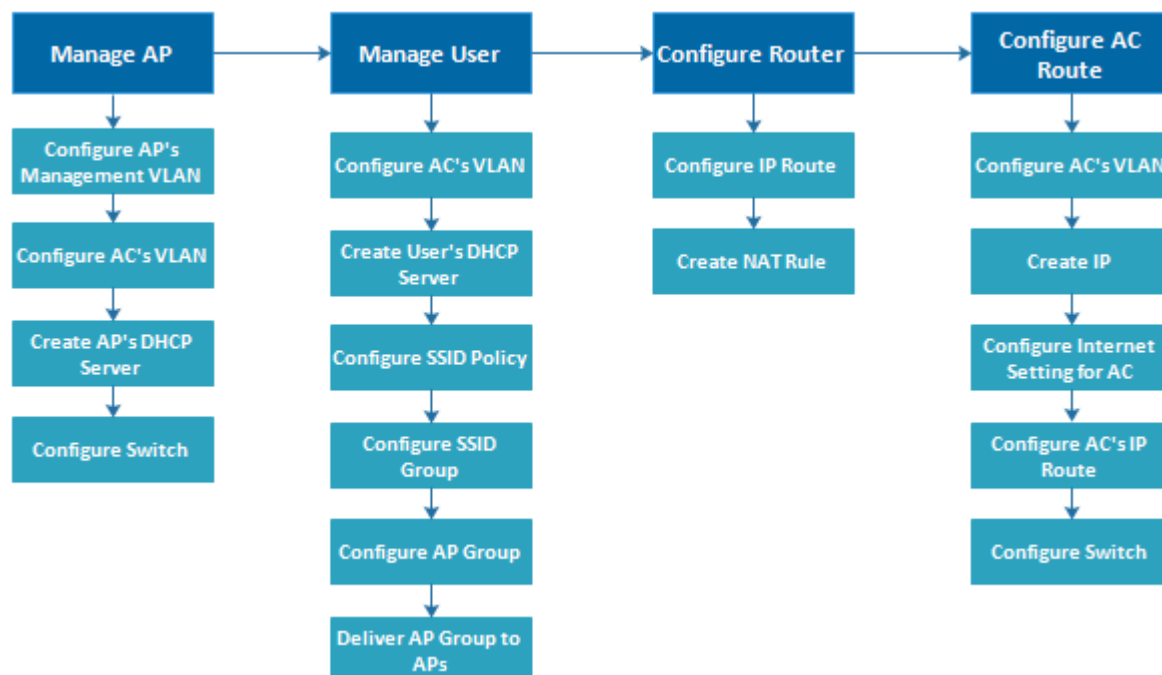 Manage AP
Configure AP's
Management VLAN
Configure AC's VLAN
Create AP's DHCP
Server
Configure Switch
Manage User
Configure AC's VLAN
Create User's DHCP
Server
Configure SSID Policy
Configure SSID
Group
Configure AP Group
Deliver AP Group to
APs
Configure Router
Configure IP Route
Create NAT Rule
Configure AC
Route
Configure AC's VLAN
Create IP
Configure Internet
Setting for AC
Configure AC's IP
Route
Configure Switch